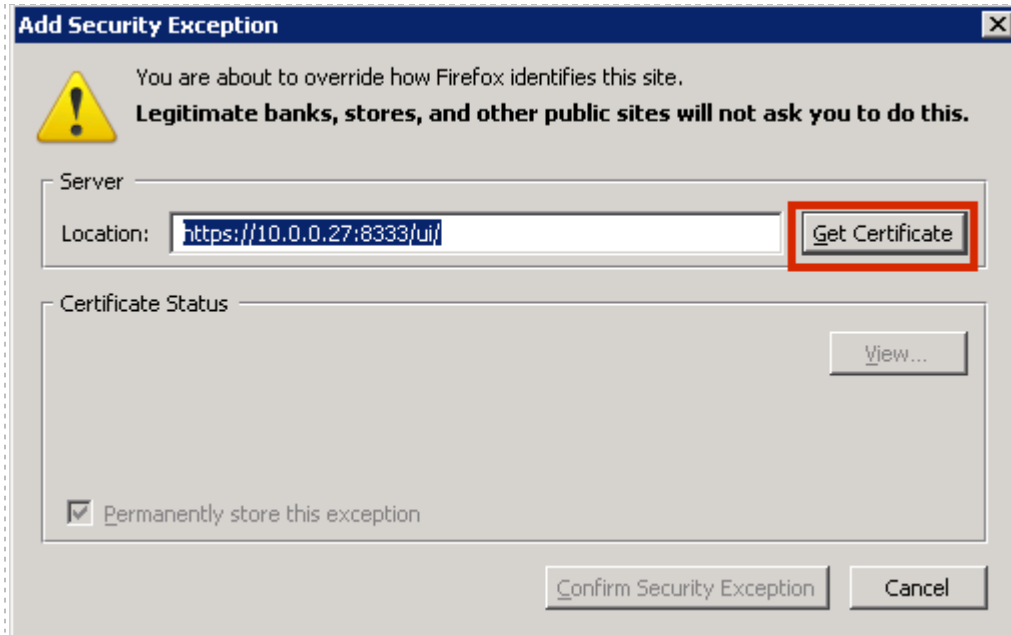 Add Security Exception
You are about to override how Firefox identifies this site.
Legitimate banks, stores, and other public sites will not ask you to do this.
Server
Location: https://10.0.0.27:8333/ui/ Get Certificate
Certificate Status
View...
Permanently store this exception
Confirm Security Exception Cancel